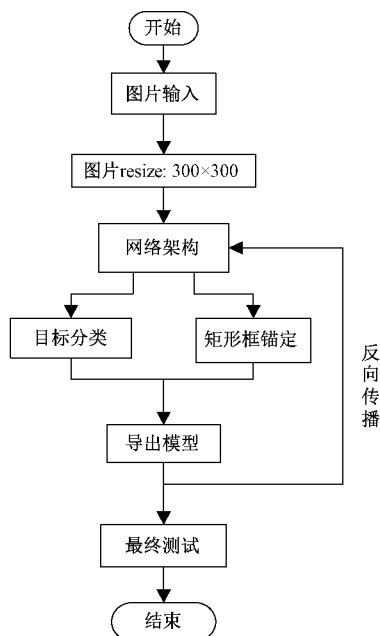 开始
图片输入
图片resize: 300×300
网络架构
目标分类
矩形框锚定
反向传播
导出模型
最终测试
结束